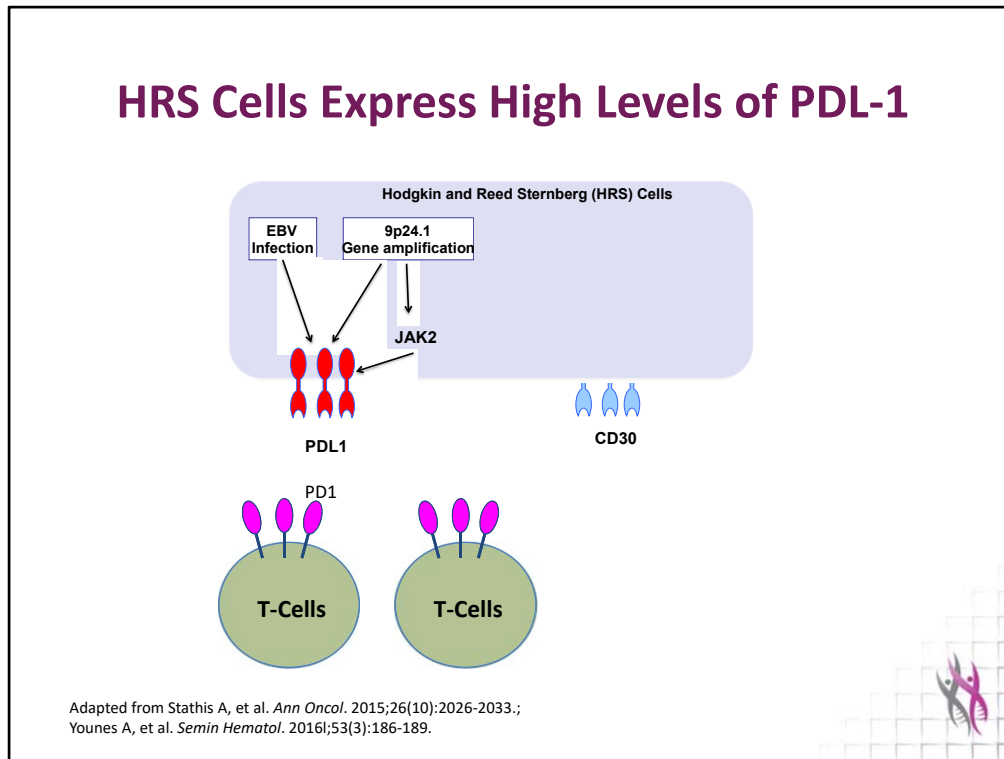 HRS Cells Express High Levels of PDL-1
Hodgkin and Reed Sternberg (HRS) Cells
EBV
Infection
9p24.1
Gene amplification
JAK2
PDL1
CD30
PD1
T-Cells
T-Cells
Adapted from Stathis A, et al. Ann Oncol. 2015;26(10):2026-2033.;
Younes A, et al. Semin Hematol. 2016l;53(3):186-189.